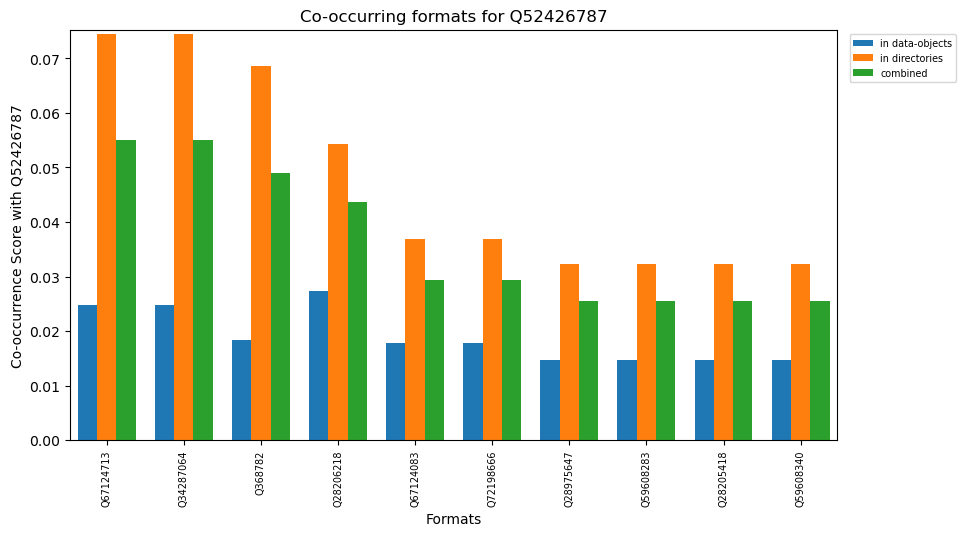 Co-occurring formats for Q52426787
in data-objects
in directories
combined
Co-occurrence Score with Q52426787
0.07
0.06
0.05
0.04
0.03
0.02
0.01
0.00
Q67124713
Q34287064
Q368782
Q28206218
Q67124083
Q72198666
Q28975647
Q59608283
Q28205418
Q59608340
Formats